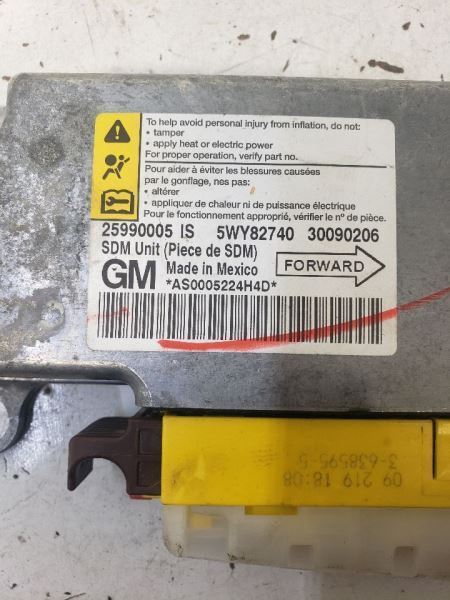 To help avoid personal injury from inflation, do not:
• tamper
• apply heat or electric power
For proper operation, verify part no.
Pour aider à éviter les blessures causées
par le gonflage, nes pas:
• altérer
• appliquer de chaleur ni de puissance électrique
Pour le fonctionnement approprié, vérifier le nº de pièce.
25990005 IS 5WY82740 30090206
SDM Unit (Piece de SDM)
GM Made in Mexico FORWARD
*AS0005224H4D*
3-638595-5
09 219 18:08